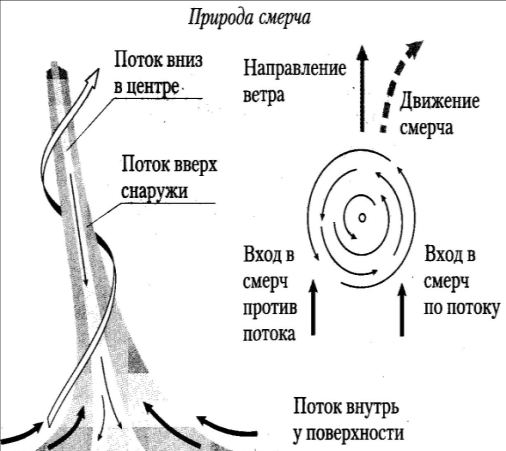 Природа смерча
Поток вниз
в центре
Поток вверх
снаружи
Направление
ветра
Движение
смерча
Вход в
смерч
против
потока
Вход в
смерч
по потоку
Поток внутрь
у поверхности